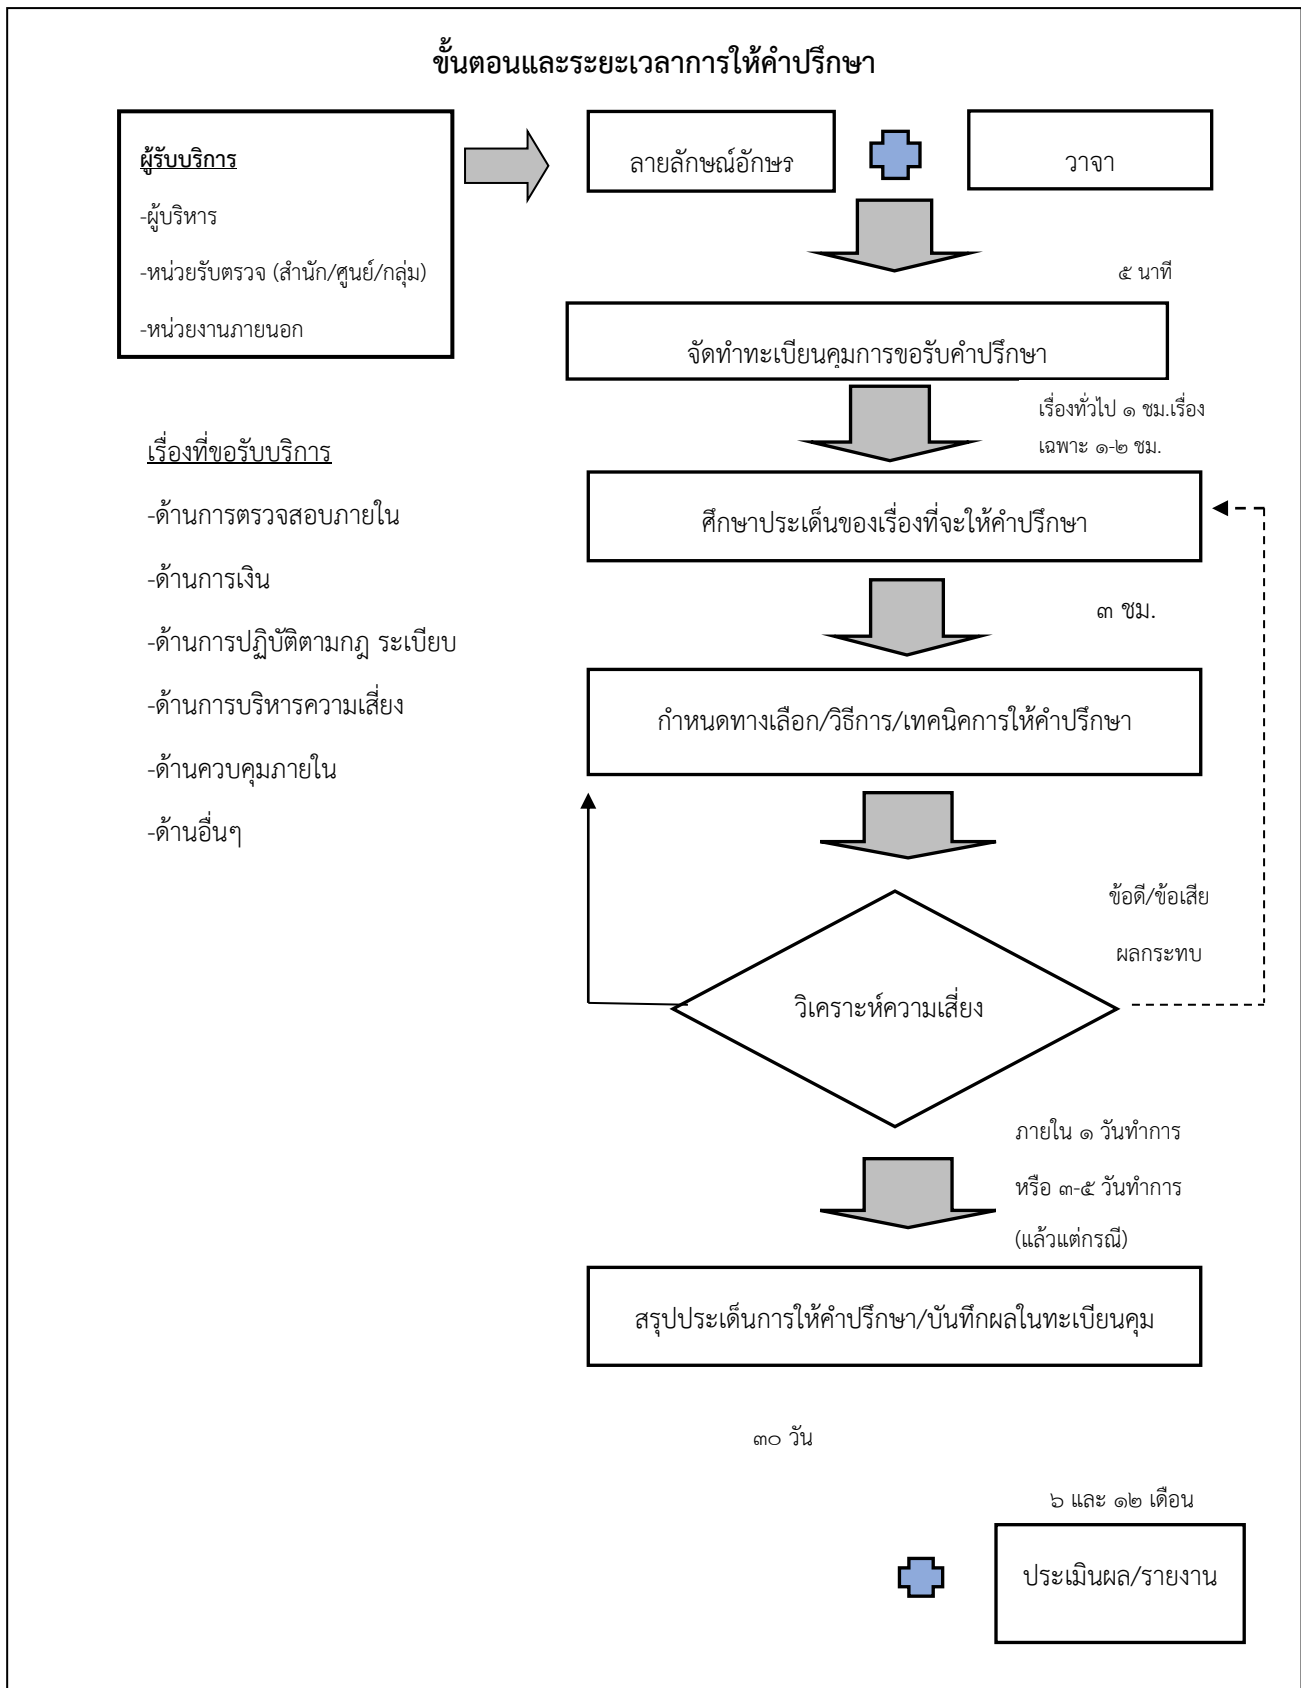 ขั้นตอนและระยะเวลาการให้คำปรึกษา
ผู้รับบริการ
-ผู้บริหาร
-หน่วยรับตรวจ (สำนัก/ศูนย์/กลุ่ม)
-หน่วยงานภายนอก
ลายลักษณ์อักษร
วาจา
๕ นาที
จัดทำทะเบียนคุมการขอรับคำปรึกษา
เรื่องทั่วไป ๑ ชม.เรื่อง
เฉพาะ ๑-๒ ชม.
เรื่องที่ขอรับบริการ
-ด้านการตรวจสอบภายใน
-ด้านการเงิน
-ด้านการปฏิบัติตามกฎ ระเบียบ
-ด้านการบริหารความเสี่ยง
-ด้านควบคุมภายใน
-ด้านอื่นๆ
ศึกษาประเด็นของเรื่องที่จะให้คำปรึกษา
๓ ชม.
กำหนดทางเลือก/วิธีการ/เทคนิคการให้คำปรึกษา
ข้อดี/ข้อเสีย
ผลกระทบ
วิเคราะห์ความเสี่ยง
ภายใน ๑ วันทำการ
หรือ ๓-๕ วันทำการ
(แล้วแต่กรณี)
สรุปประเด็นการให้คำปรึกษา/บันทึกผลในทะเบียนคุม
๓๐ วัน
๖ และ ๑๒ เดือน
ประเมินผล/รายงาน